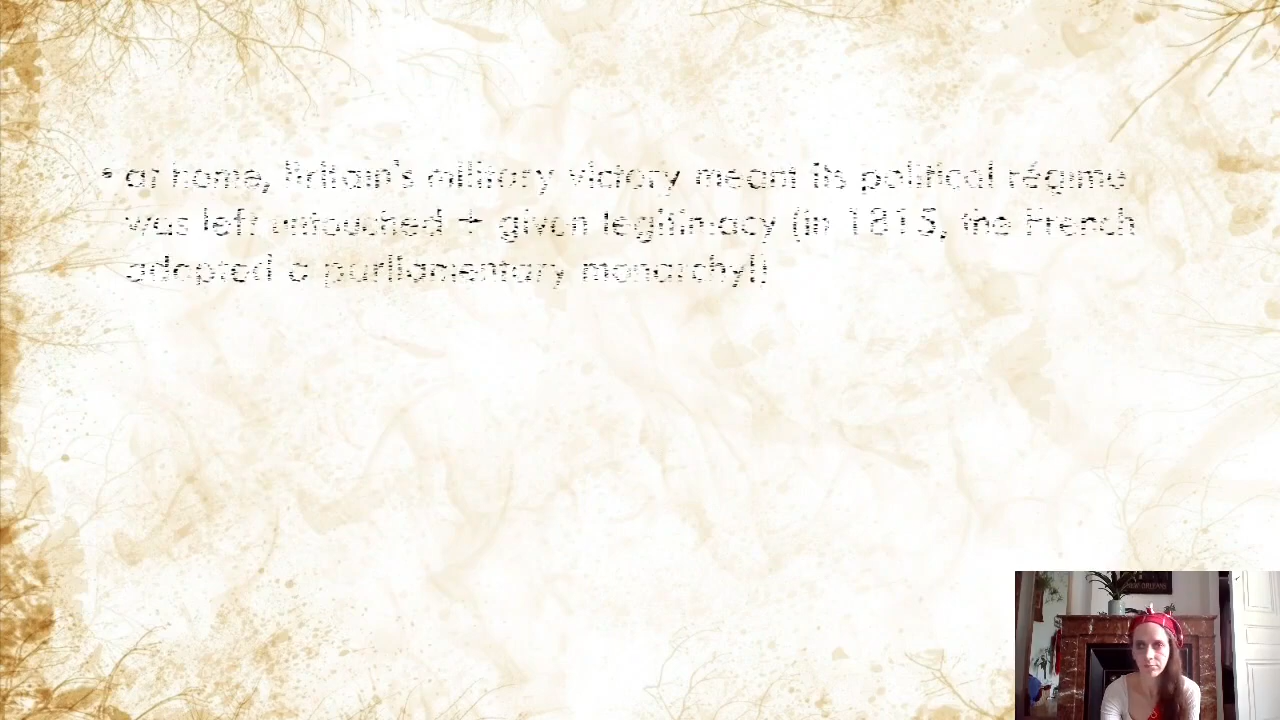 • at home, Britain's military victory meant its political régime
was left untouched + given legitimacy (in 1815, the French
adopted a parliamentary monarchy!)